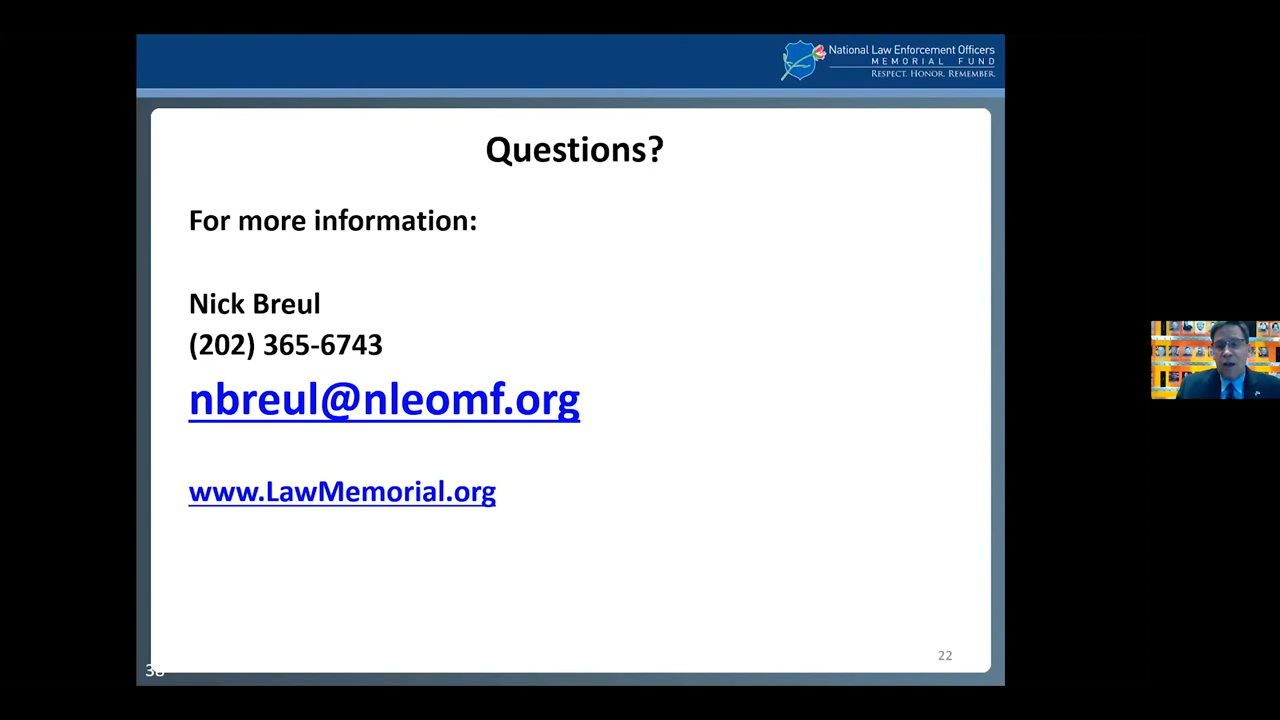 National Law Enforcement Officers
MEMORIAL FUND
RESPECT. HONOR. REMEMBER.
Questions?
For more information:
Nick Breul
(202) 365-6743
nbreul@nleomf.org
www.LawMemorial.org
22
38